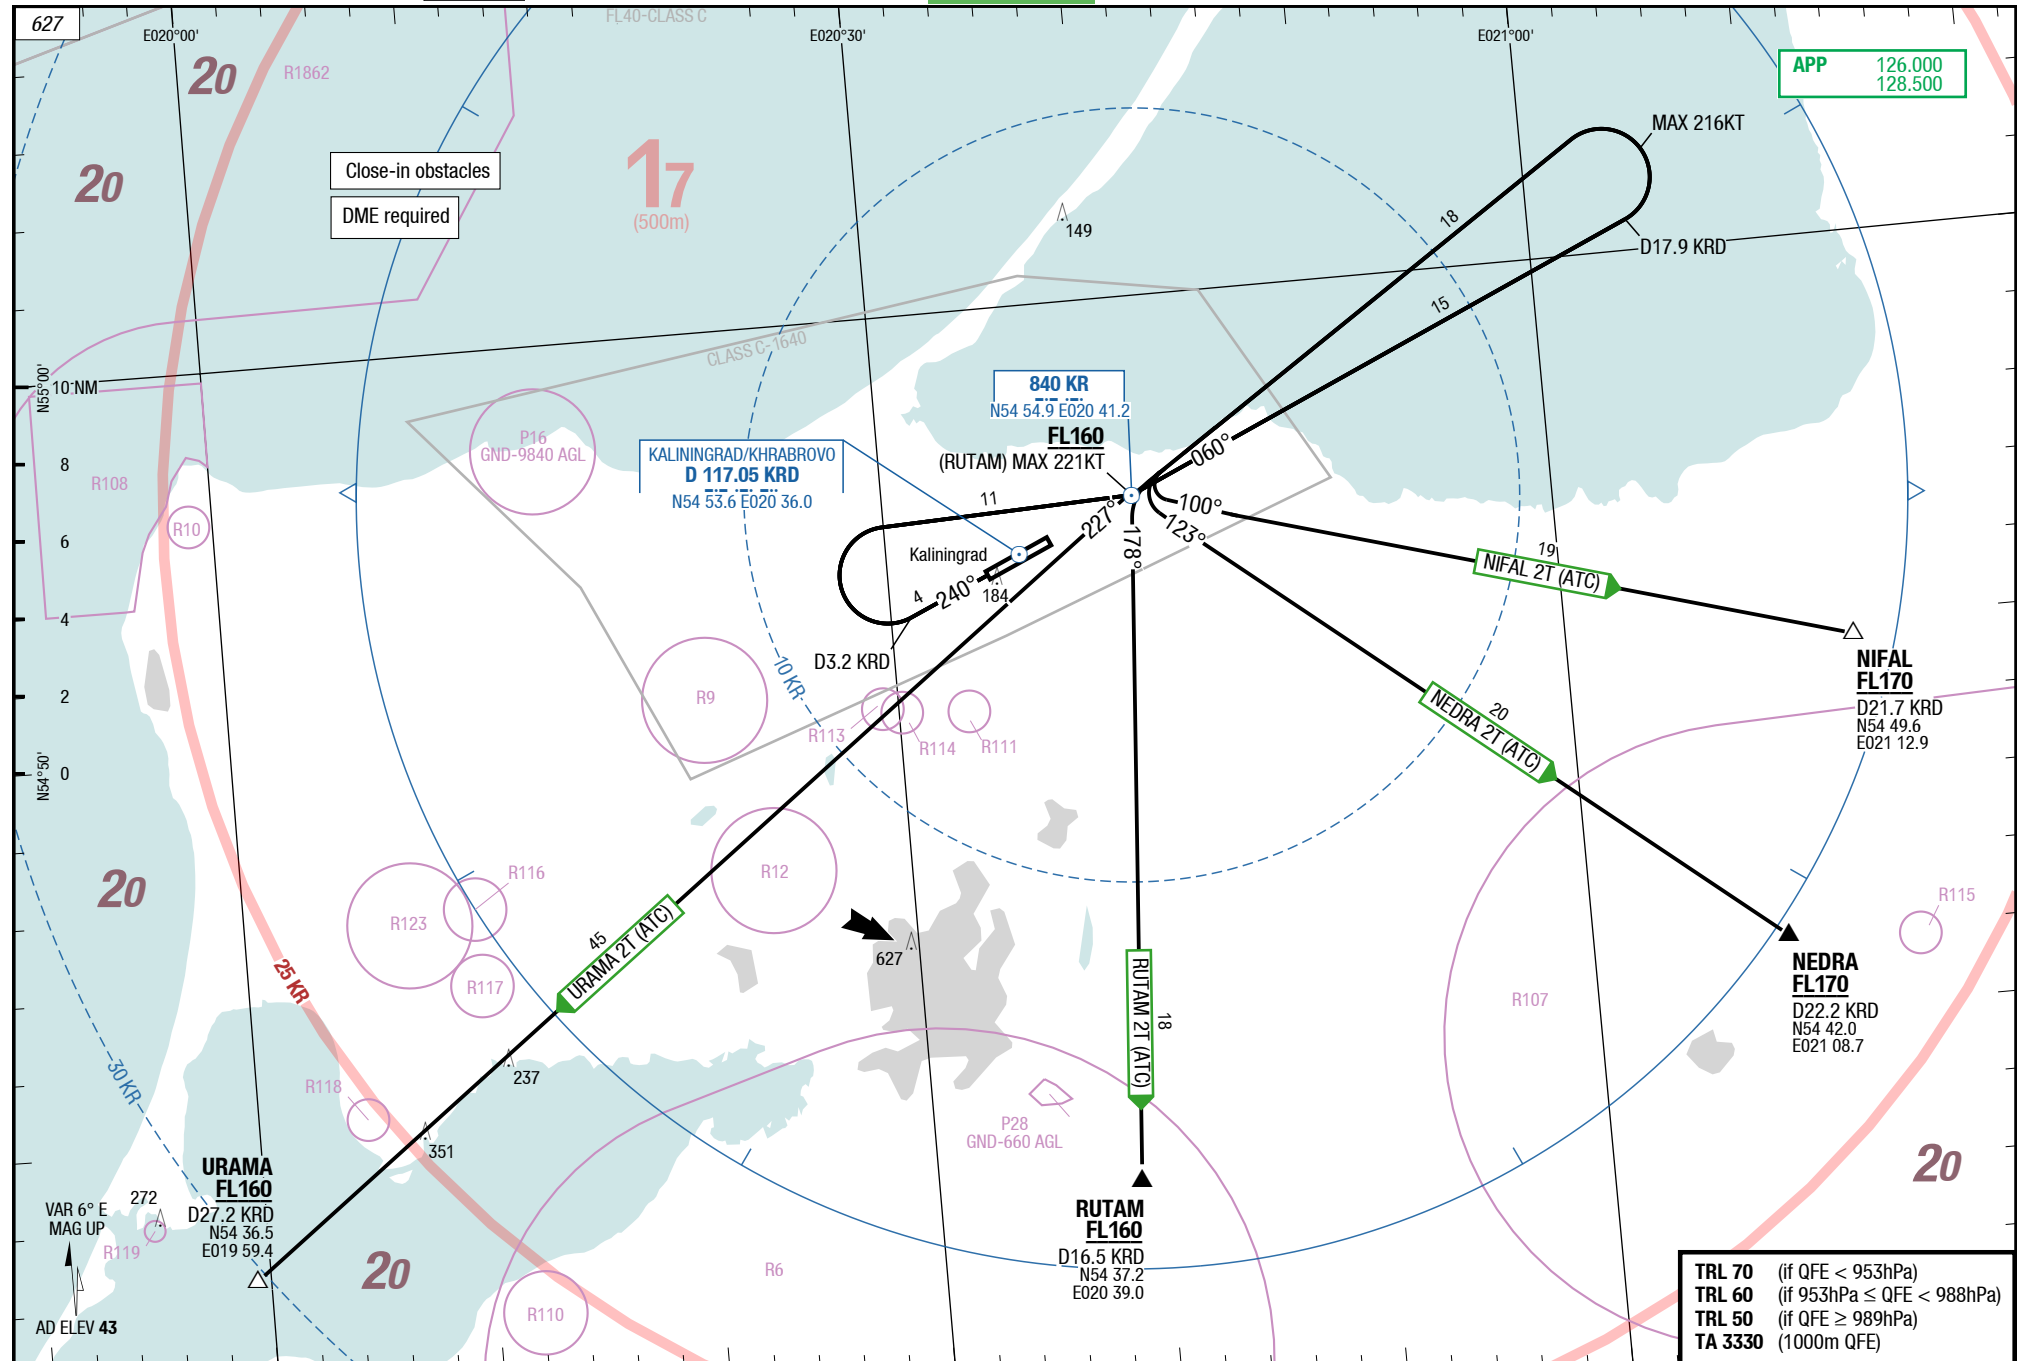 627
E020°00'
FL40-CLASS C
E020°30'
E021°00'
20
R1862
APP 126.000
128.500
MAX 216KT
Close-in obstacles
DME required
20
17
(500m)
149
18
D17.9 KRD
15
CLASS C-1640
N55°00'
10 NM
840 KR
N54 54.9 E020 41.2
FL160
(RUTAM) MAX 221KT
P16
GND-9840 AGL
KALININGRAD/KHRABROVO
D 117.05 KRD
N54 53.6 E020 36.0
060°
8
R108
R10
11
227°
100°
123°
178°
6
Kaliningrad
19
NIFAL 2T (ATC)
4
4
240°
184
D3.2 KRD
NIFAL
FL170
D21.7 KRD
N54 49.6
E021 12.9
10 KR
2
R9
R113
R114
R111
20
NEDRA 2T (ATC)
N54°50'
0
20
R116
R12
R123
45
URAMA 2T (ATC)
R115
627
25 KR
R117
NEDRA
FL170
D22.2 KRD
N54 42.0
E021 08.7
R107
RUTAM 2T (ATC)
18
237
30 KR
R118
351
P28
GND-660 AGL
20
URAMA
FL160
D27.2 KRD
N54 36.5
E019 59.4
272
VAR 6° E
MAG UP
R119
RUTAM
FL160
D16.5 KRD
N54 37.2
E020 39.0
20
R6
R110
AD ELEV 43
TRL 70 (if QFE < 953hPa)
TRL 60 (if 953hPa ≤ QFE < 988hPa)
TRL 50 (if QFE ≥ 989hPa)
TA 3330 (1000m QFE)